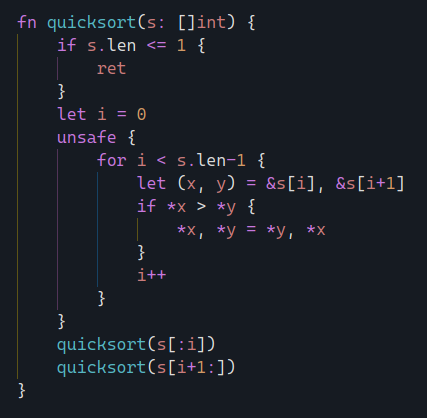 fn quicksort(s: []int) {
    if s.len <= 1 {
        ret
    }
    let i = 0
    unsafe {
        for i < s.len-1 {
            let (x, y) = &s[i], &s[i+1]
            if *x > *y {
                *x, *y = *y, *x
            }
            i++
        }
    }
    quicksort(s[:i])
    quicksort(s[i+1:])
}